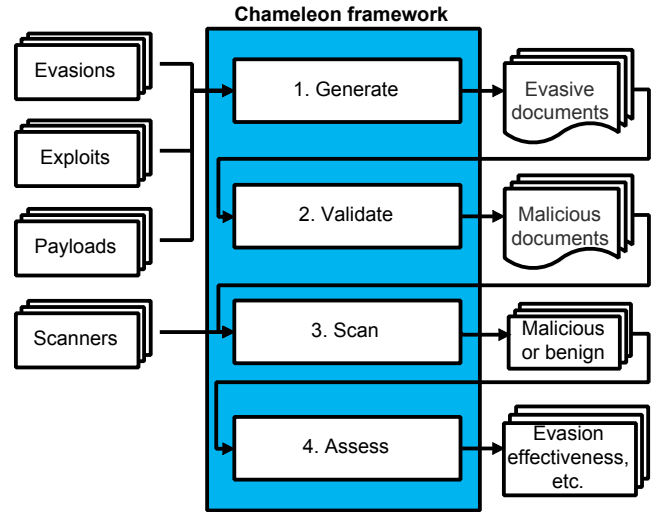 Chameleon framework
Evasions
1. Generate
Evasive
documents
Exploits
2. Validate
Malicious
documents
Payloads
Scanners
3. Scan
Malicious
or benign
4. Assess
Evasion
effectiveness,
etc.